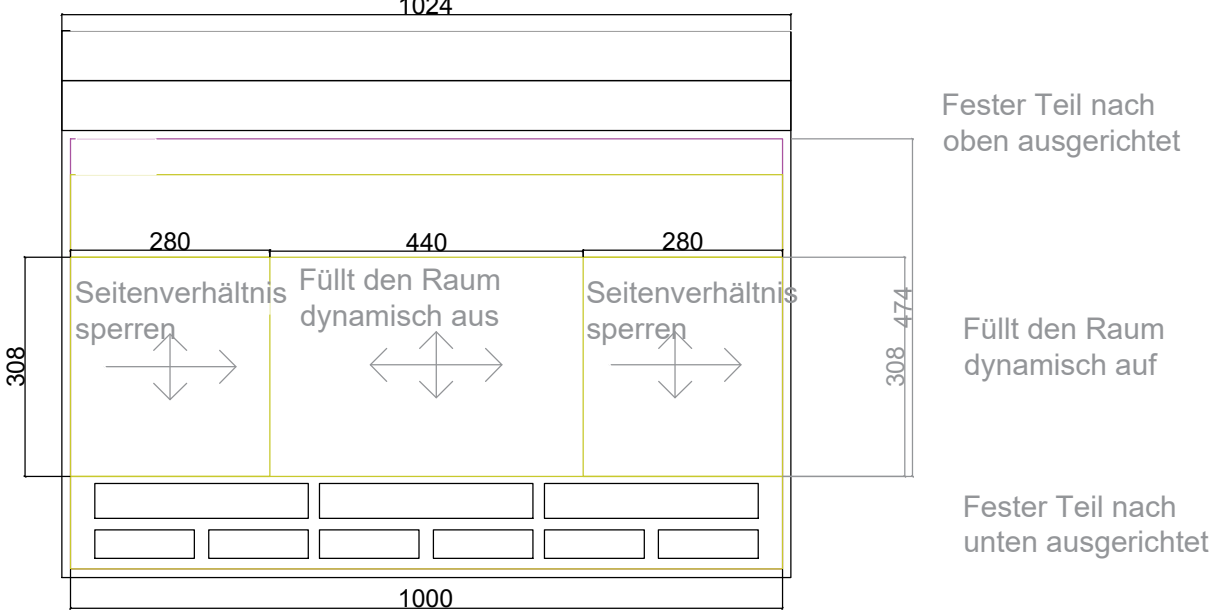 1024
Fester Teil nach
oben ausgerichtet
280
440
280
Seitenverhältnis
sperren
Füllt den Raum
dynamisch aus
Seitenverhältnis
sperren
308
308
474
Füllt den Raum
dynamisch auf
Fester Teil nach
unten ausgerichtet
1000